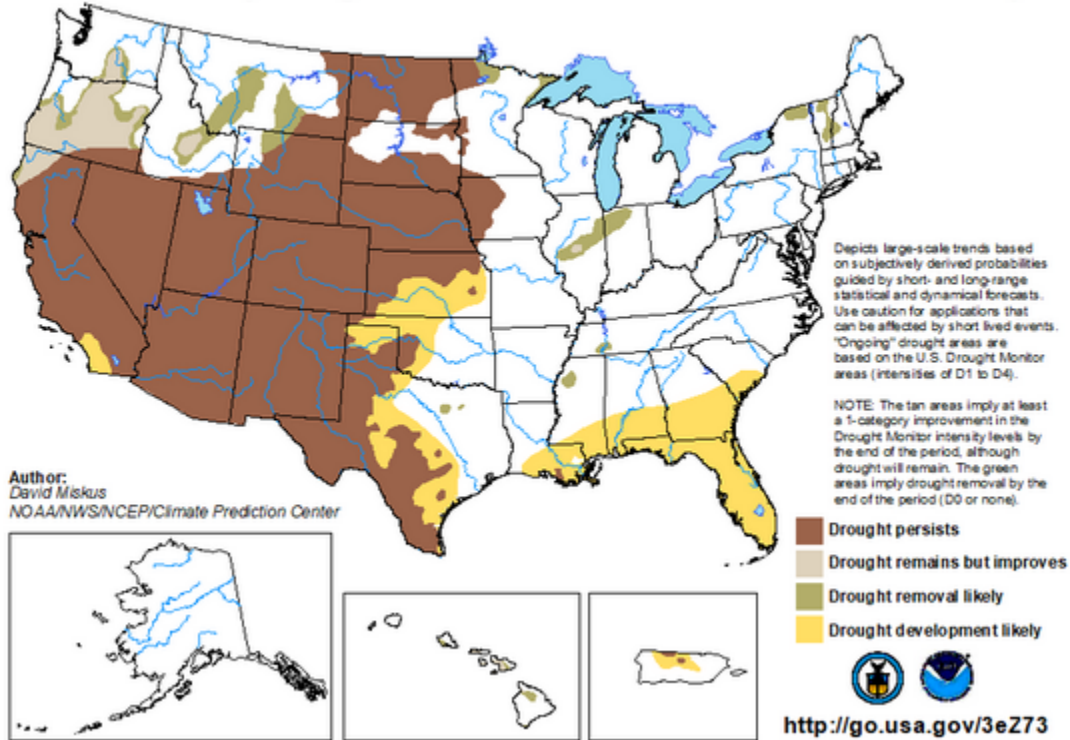 Depicts large-scale trends based
on subjectively derived probabilities
guided by short- and long-range
statistical and dynamical forecasts.
Use caution for applications that
can be affected by short lived events.
"Ongoing" drought areas are
based on the U.S. Drought Monitor
areas (intensities of D1 to D4).
NOTE: The tan areas imply at least
a 1-category improvement in the
Drought Monitor intensity levels by
the end of the period, although
drought will remain. The green
areas imply drought removal by the
end of the period (D0 or none).
Author:
David Miskus
NOAA/NWS/NCEP/Climate Prediction Center
Drought persists
Drought remains but improves
Drought removal likely
Drought development likely
http://go.usa.gov/3eZ73